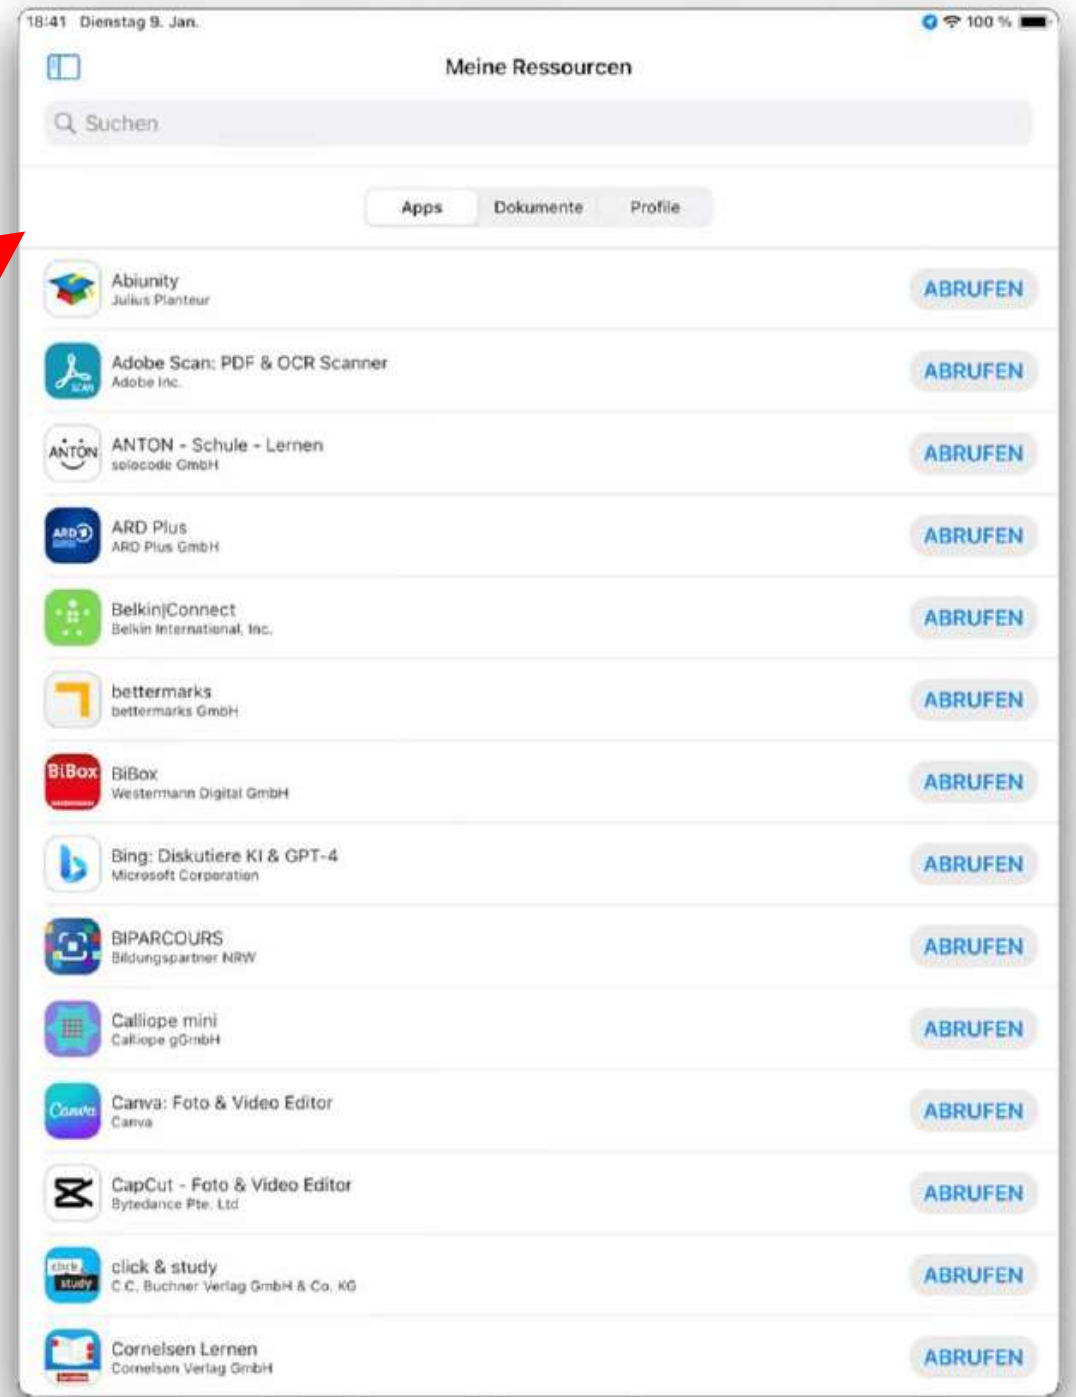 18:41 Dienstag 9. Jan.
100 %
Meine Ressourcen
Suchen
Apps Dokumente Profile
Abiunity
Julius Planteur
ABRUFEN
SCAN
Adobe Scan: PDF & OCR Scanner
Adobe Inc.
ABRUFEN
ANTON
ANTON - Schule - Lernen
solocode GmbH
ABRUFEN
ARD
ARD Plus
ARD Plus GmbH
ABRUFEN
Belkin|Connect
Belkin International, Inc.
ABRUFEN
bettermarks
bettermarks GmbH
ABRUFEN
BiBox
BiBox
Westermann Digital GmbH
ABRUFEN
Bing: Diskutiere KI & GPT-4
Microsoft Corporation
ABRUFEN
BIPARCOURS
Bildungspartner NRW
ABRUFEN
Calliope mini
Calliope gGmbH
ABRUFEN
Canva
Canva: Foto & Video Editor
Canva
ABRUFEN
CapCut - Foto & Video Editor
Bytedance Pte. Ltd
ABRUFEN
click &
study
click & study
C.C. Buchner Verlag GmbH & Co. KG
ABRUFEN
Cornelsen Lernen
Cornelsen Verlag GmbH
ABRUFEN